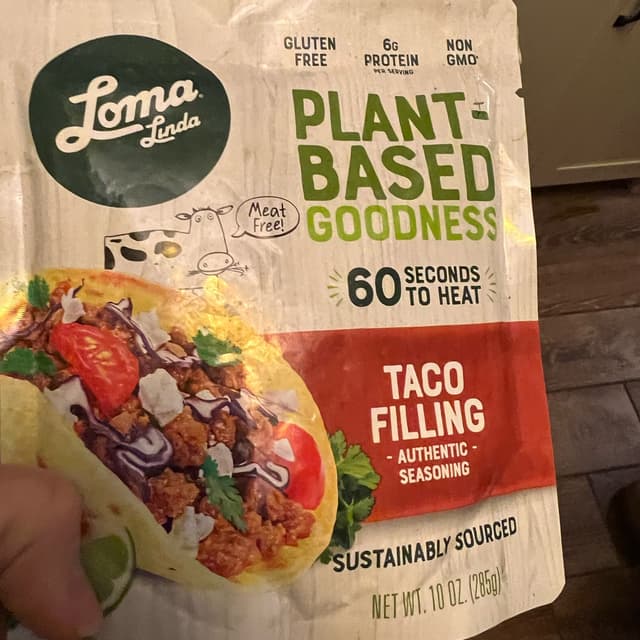 Loma
Linda
GLUTEN
FREE
6G
PROTEIN
PER SERVING
NON
GMO
PLANT-
BASED
GOODNESS
Meat
Free!
60 SECONDS
TO HEAT
TACO
FILLING
- AUTHENTIC -
SEASONING
SUSTAINABLY SOURCED
NET WT. 10 OZ. (285g)